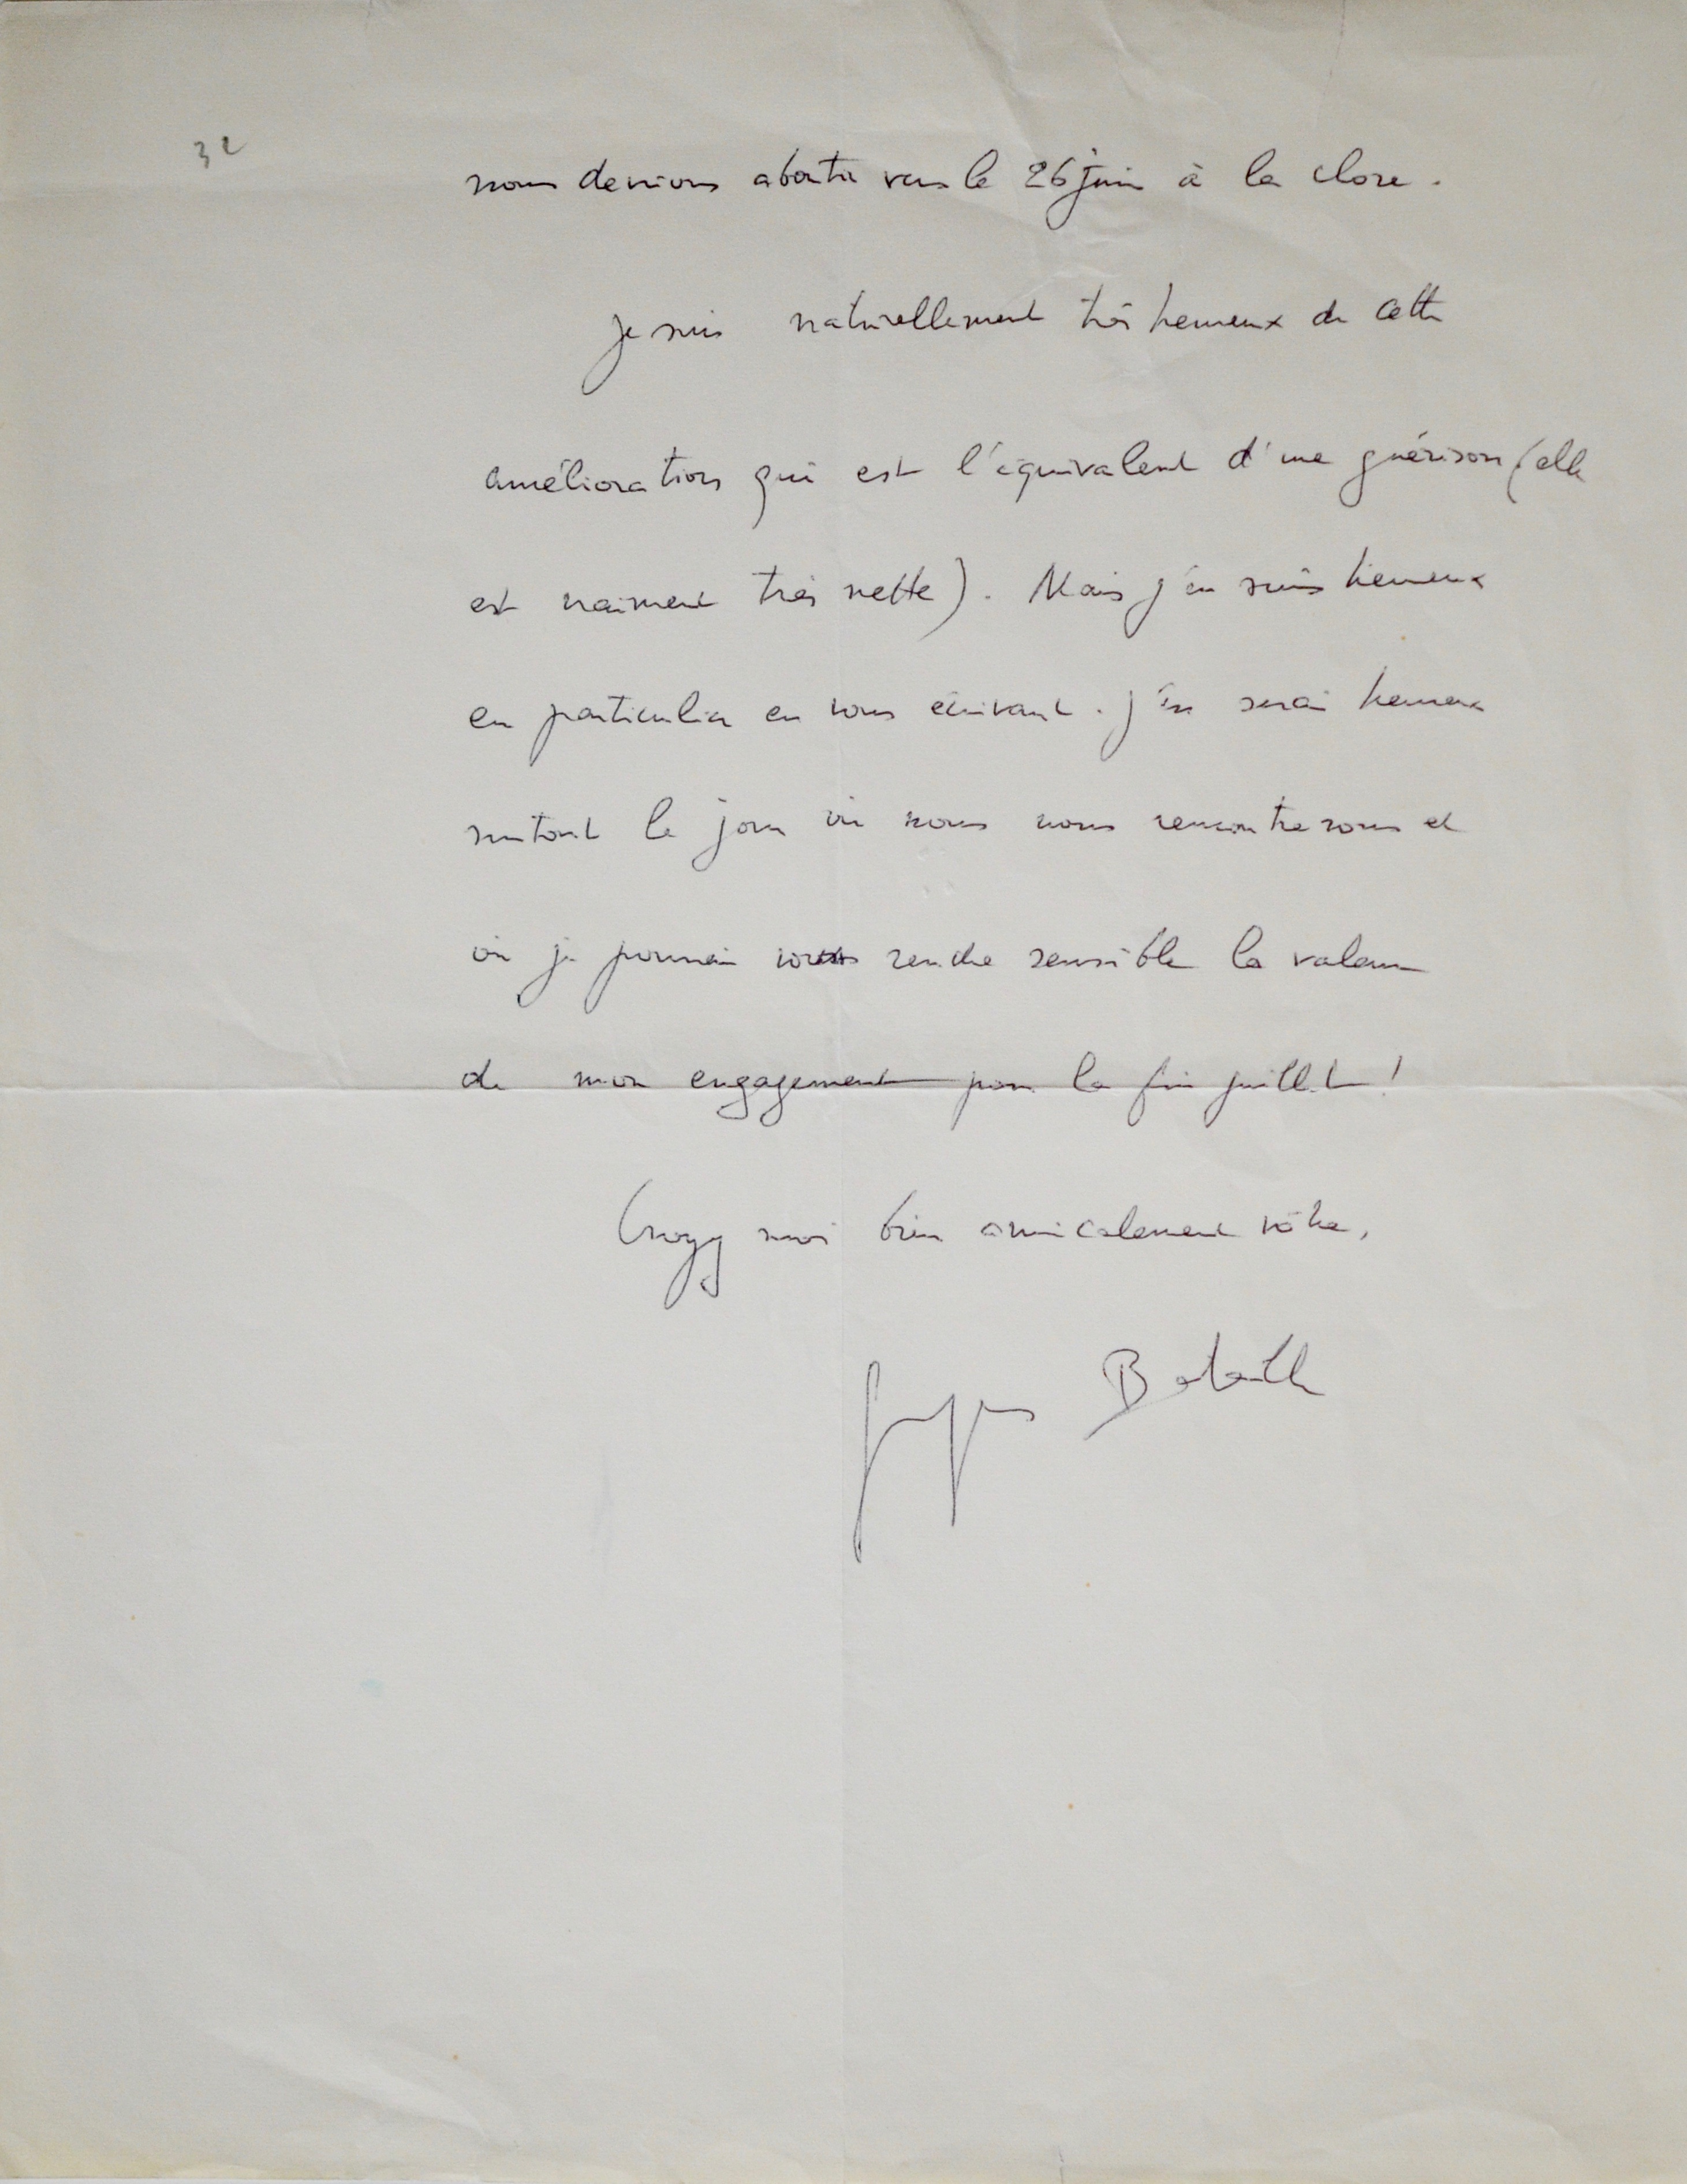 32
nous devrions aboutir vers le 26 juin à la clore.
je suis naturellement très heureux de cette
amélioration qui est l'équivalent d'une guérison (elle
est vraiment très nette). Mais j'en suis heureux
en particulier en vous écrivant. J'en serai heureux
surtout le jour où nous nous rencontrerons et
où je pourrai vous rendre sensible la valeur
de mon engagement pour la fin juillet !
Croyez moi bien amicalement vôtre,
Georges Bataille